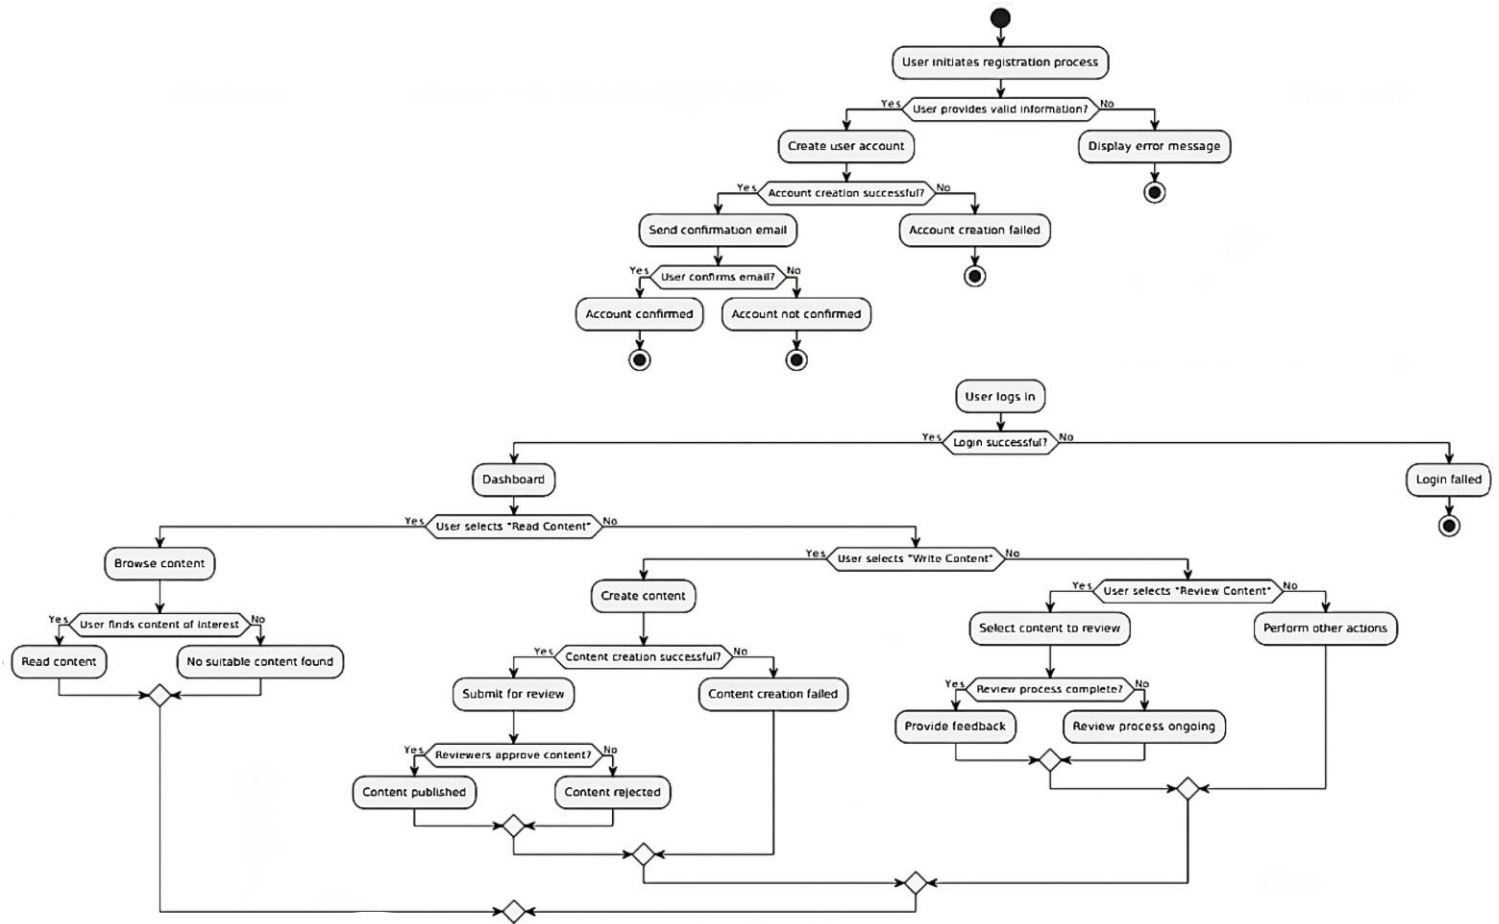 User initiates registration process
Yes
User provides valid information?
No
Create user account
Display error message
Yes
Account creation successful?
No
Send confirmation email
Account creation failed
Yes
User confirms email?
No
Account confirmed
Account not confirmed
User logs in
Yes
Login successful?
No
Dashboard
Login failed
Yes
User selects "Read Content"
No
Browse content
Yes
User selects "Write Content"
No
Create content
Yes
User selects "Review Content"
No
Yes
User finds content of interest
No
Select content to review
Perform other actions
Read content
No suitable content found
Yes
Content creation successful?
No
Submit for review
Content creation failed
Yes
Review process complete?
No
Provide feedback
Review process ongoing
Yes
Reviewers approve content?
No
Content published
Content rejected